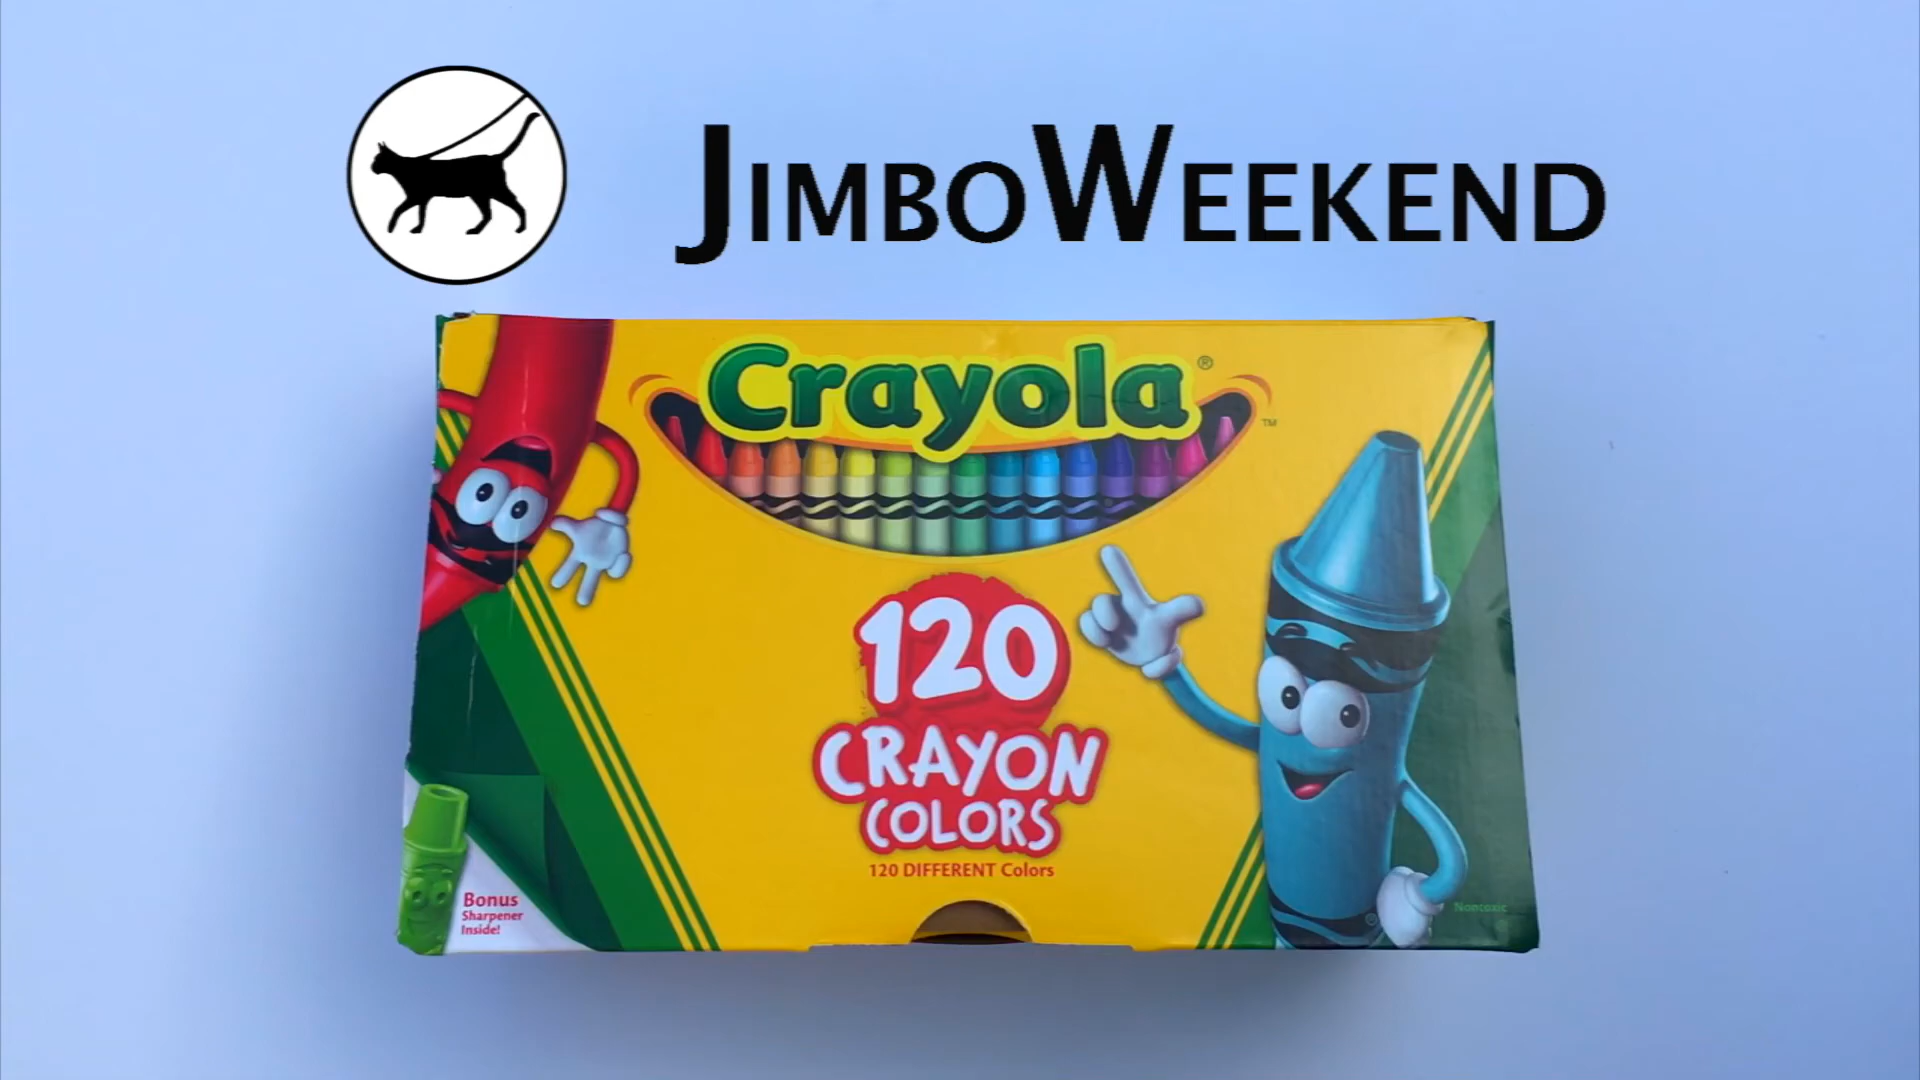 JIMBOWEEKEND
Crayola®
™
120
CRAYON
COLORS
120 DIFFERENT Colors
Bonus
Sharpener
Inside!
Nontoxic
®